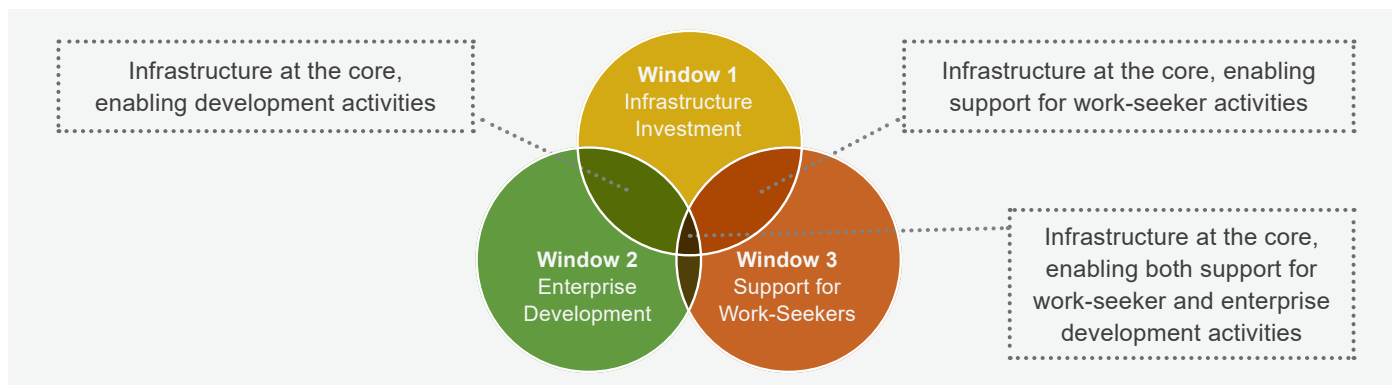 Infrastructure at the core,
enabling development activities
Window 1
Infrastructure
Investment
Infrastructure at the core, enabling
support for work-seeker activities
Window 2
Enterprise
Development
Window 3
Support for
Work-Seekers
Infrastructure at the core,
enabling both support for
work-seeker and enterprise
development activities